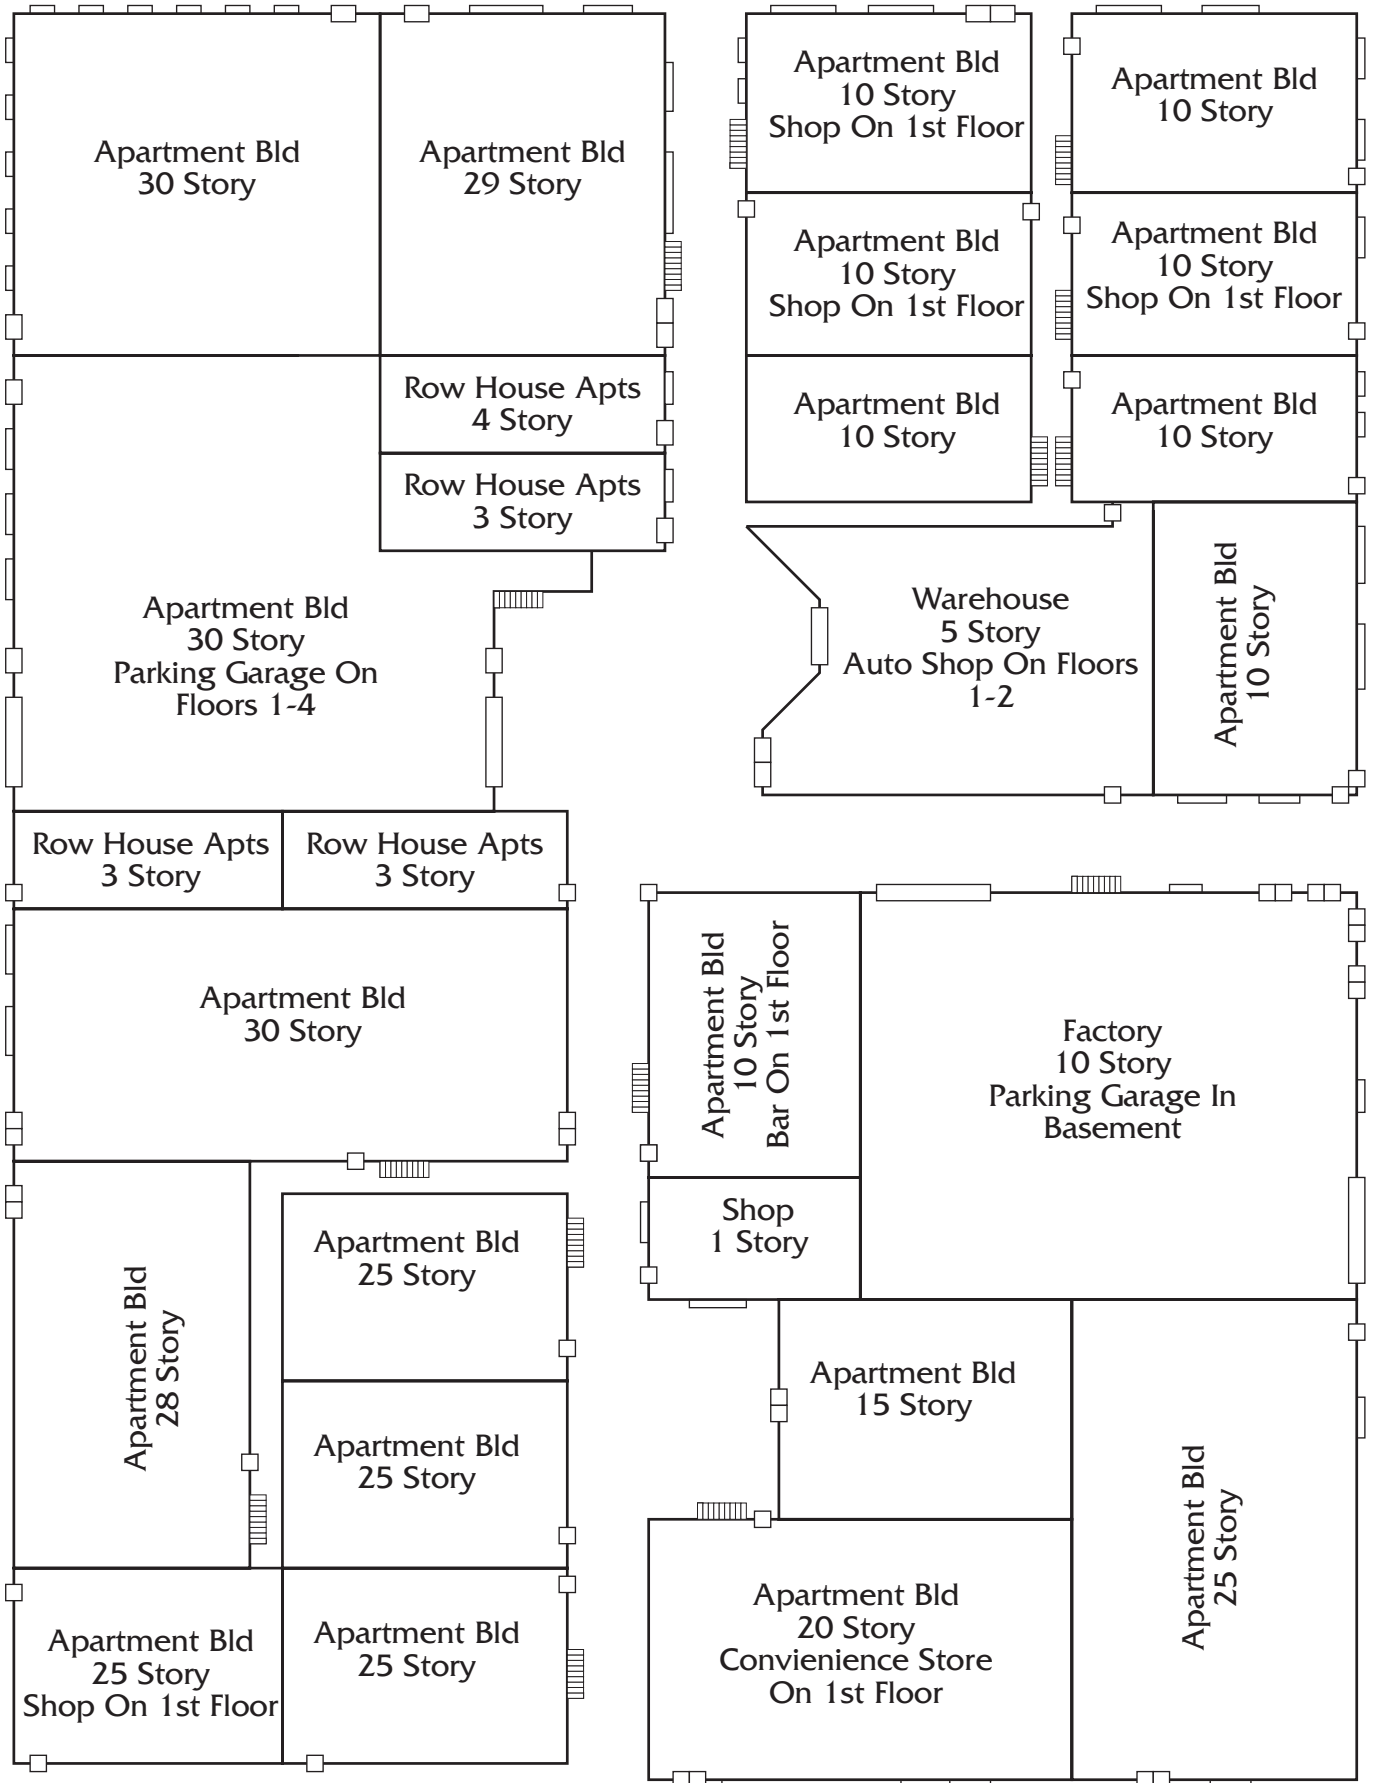 Apartment Bld
30 Story
Apartment Bld
29 Story
Row House Apts
4 Story
Row House Apts
3 Story
Apartment Bld
30 Story
Parking Garage On
Floors 1-4
Row House Apts
3 Story
Row House Apts
3 Story
Apartment Bld
30 Story
Apartment Bld
28 Story
Apartment Bld
25 Story
Apartment Bld
25 Story
Apartment Bld
25 Story
Shop On 1st Floor
Apartment Bld
25 Story
Apartment Bld
10 Story
Shop On 1st Floor
Apartment Bld
10 Story
Shop On 1st Floor
Apartment Bld
10 Story
Apartment Bld
10 Story
Apartment Bld
10 Story
Shop On 1st Floor
Apartment Bld
10 Story
Warehouse
5 Story
Auto Shop On Floors
1-2
Apartment Bld
10 Story
Apartment Bld
10 Story
Bar On 1st Floor
Factory
10 Story
Parking Garage In
Basement
Shop
1 Story
Apartment Bld
15 Story
Apartment Bld
25 Story
Apartment Bld
20 Story
Convienience Store
On 1st Floor